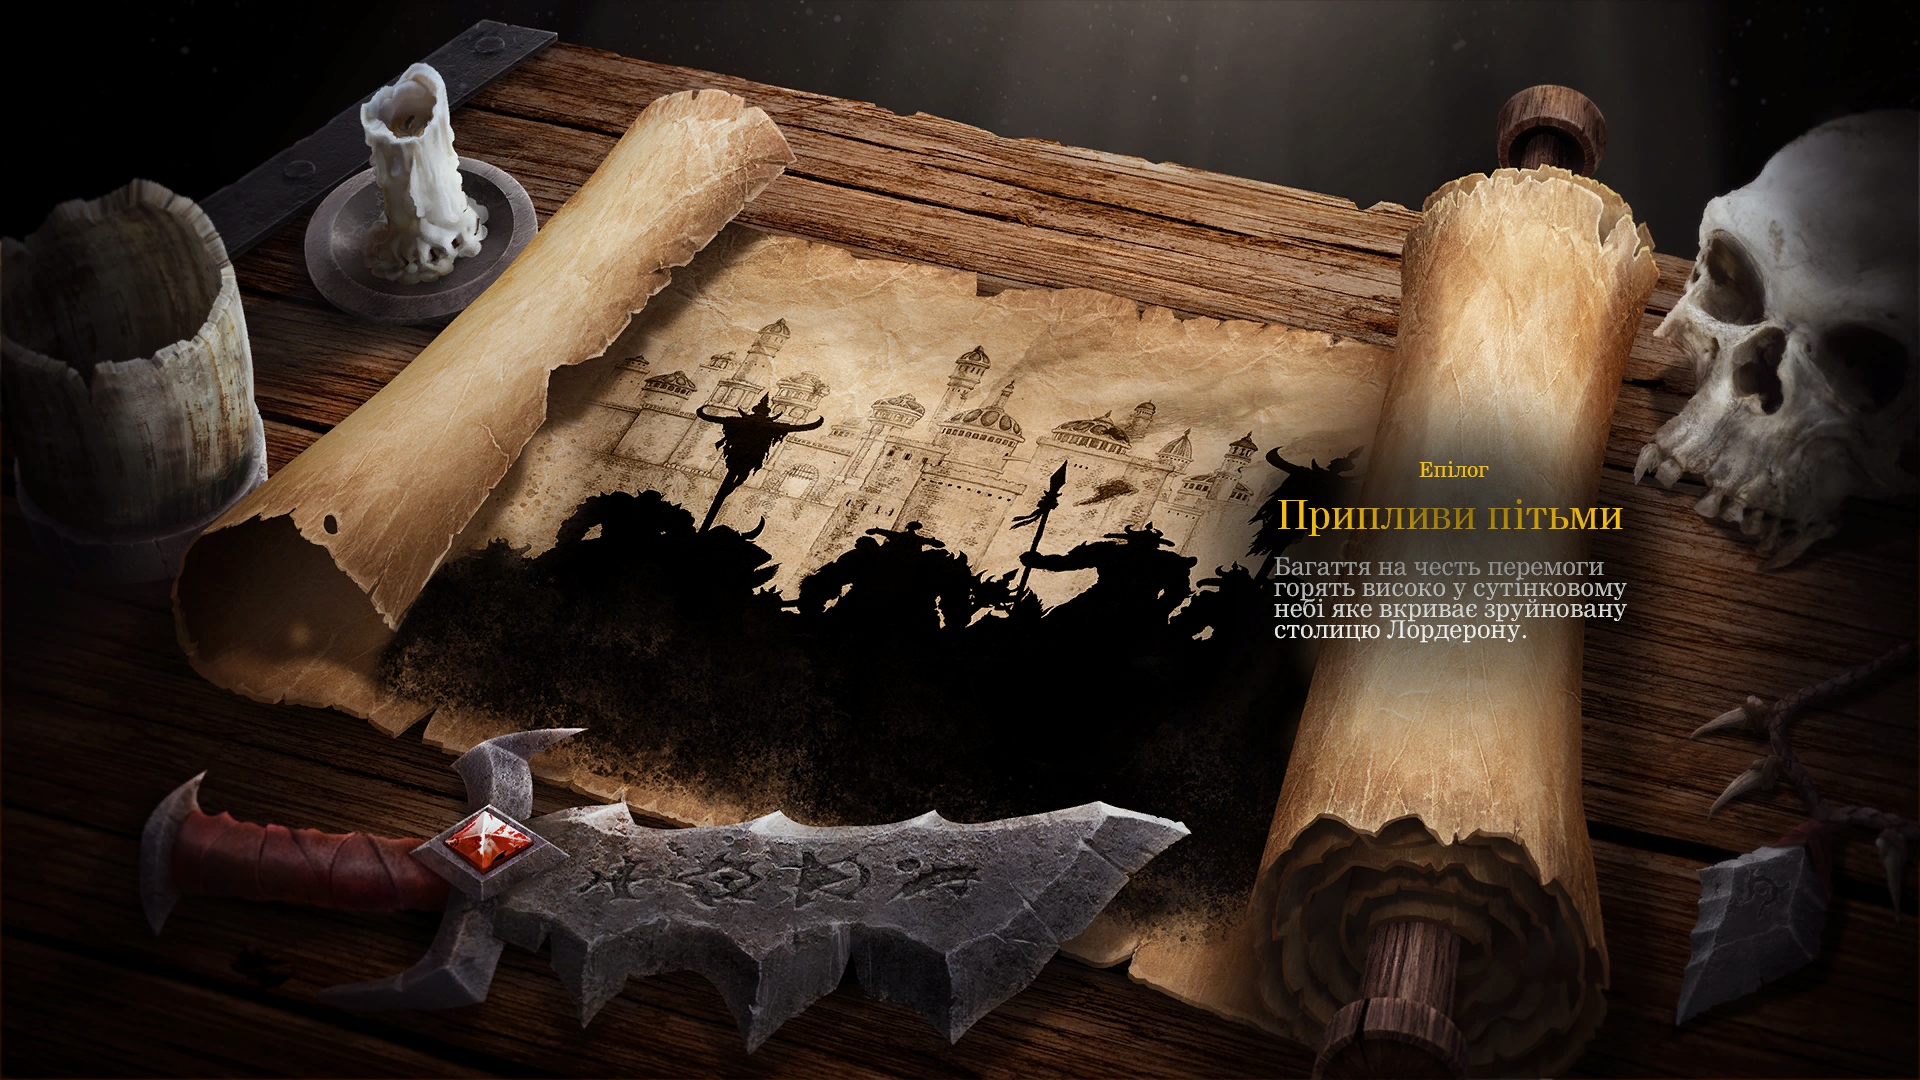 Епілог
Припливи пітьми
Багаття на честь перемоги
горять високо у сутінковому
небі яке вкриває зруйновану
столицю Лордерону.